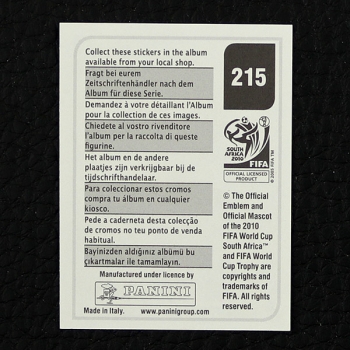 Collect these stickers in the album
available from your local shop.
Fragt bei eurem
Zeitschriftenhändler nach dem
Album für diese Serie.
Demandez à votre détaillant l'Album
pour la collection de ces images.
Chiedete al vostro rivenditore
l'album per la raccolta di queste
figurine.
Het album en de andere
plaatjes zijn verkrijgbaar bij de
tijdschrifthandelaar.
Para coleccionar estos cromos
compra tu álbum en cualquier
kiosco.
Pede a caderneta desta colecção
de cromos no teu ponto de venda
habitual.
Bayinizden aldığınız albümü bu
çıkartmalar ile tamamlayın.
Manufactured under licence by
PANINI
Made in Italy. www.paninigroup.com
215
SOUTH AFRICA
2010
FIFA
OFFICIAL LICENSED
PRODUCT
© The Official
Emblem and
Official Mascot
of the 2010
FIFA World Cup
South Africa™
and FIFA World
Cup Trophy are
copyrights and
trademarks of
FIFA. All rights
reserved.